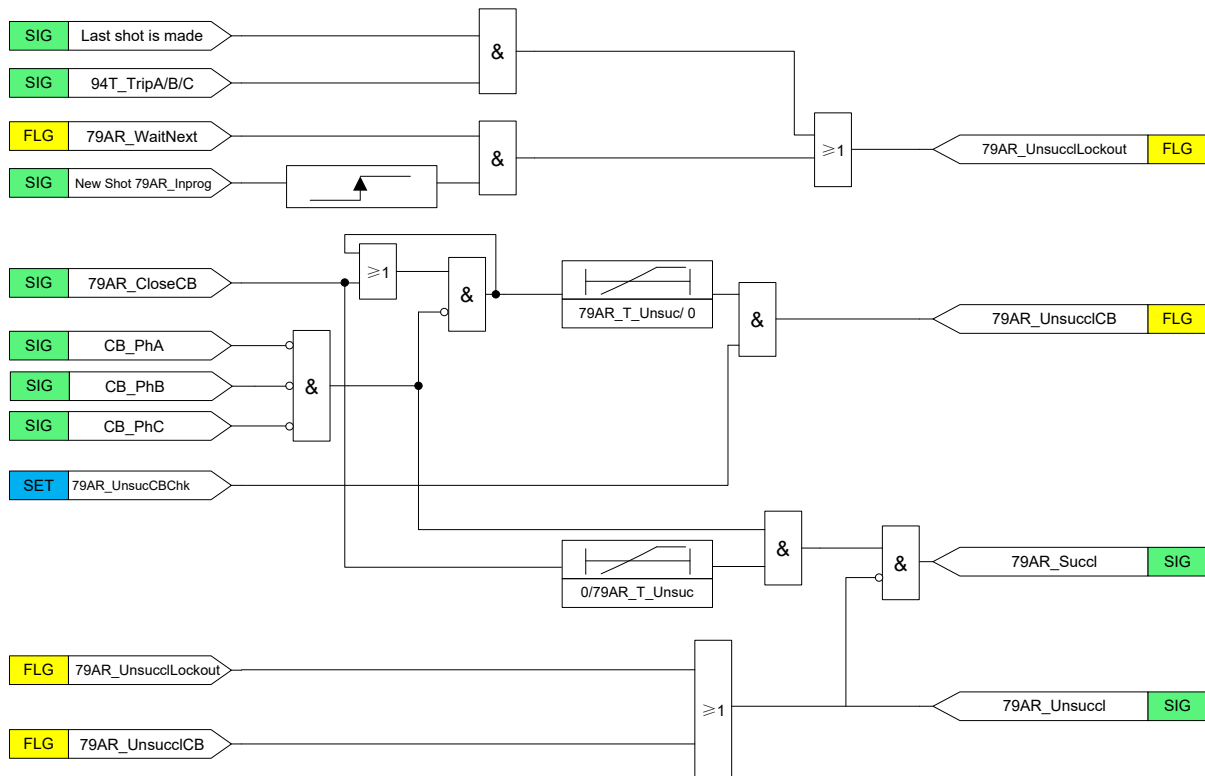 SIG Last shot is made
&
SIG 94T_TripA/B/C
FLG 79AR_WaitNext
&
⩾1
79AR_UnsucclLockout FLG
SIG New Shot 79AR_Inprog
SIG 79AR_CloseCB
⩾1
&
79AR_T_Unsuc/ 0
&
79AR_UnsucclCB FLG
SIG CB_PhA
SIG CB_PhB
&
SIG CB_PhC
SET 79AR_UnsucCBChk
&
&
79AR_Succl SIG
0/79AR_T_Unsuc
FLG 79AR_UnsucclLockout
⩾1
79AR_Unsuccl SIG
FLG 79AR_UnsucclCB